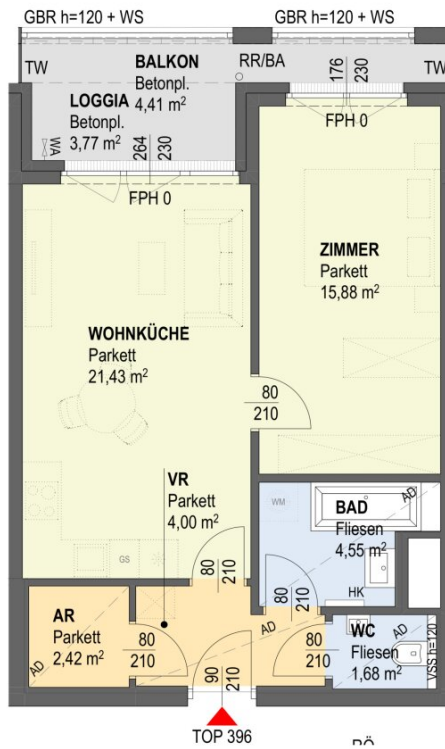 GBR h=120 + WS
GBR h=120 + WS
TW
BALKON
Betonpl.
4,41 m²
RR/BA
176
230
TW
LOGGIA
Betonpl.
3,77 m²
WA
264
230
FPH 0
FPH 0
ZIMMER
Parkett
15,88 m²
WOHNKÜCHE
Parkett
21,43 m²
80
210
VR
Parkett
4,00 m²
WM
BAD
Fliesen
4,55 m²
AD
GS
80
210
80
210
HK
AR
Parkett
2,42 m²
AD
80
210
90
210
AD
80
210
WC
Fliesen
1,68 m²
AD
VSS h=120
TOP 396